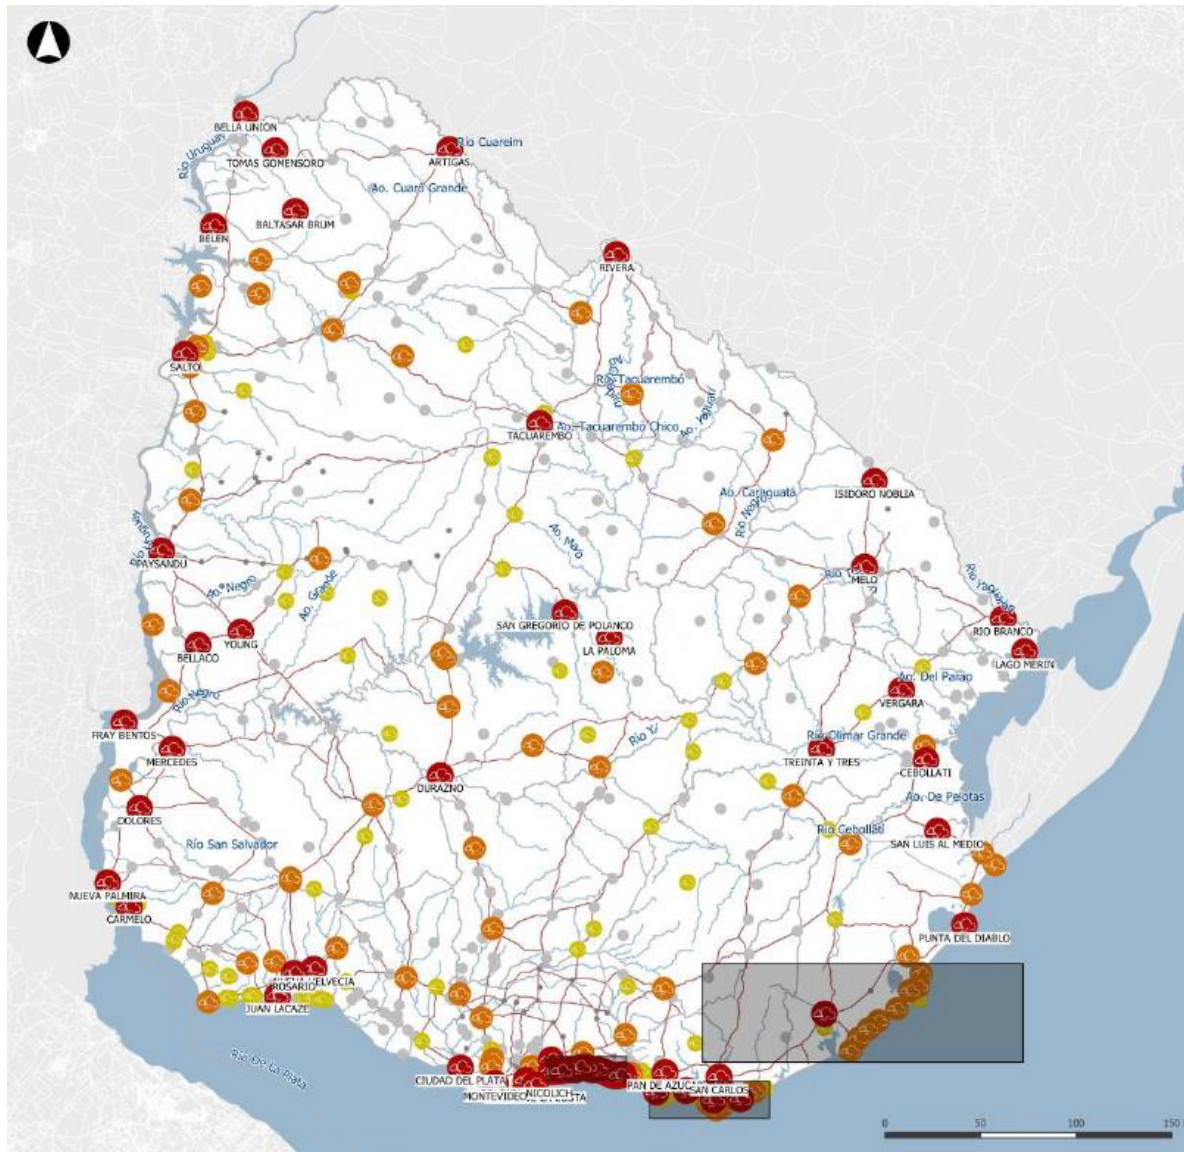 BELLA UNION
Río Uruguay
TOMAS GOMENSORO
ARTIGAS
Río Cuareim
Ao. Cuaró Grande
BALTASAR BRUM
BELEN
RIVERA
SALTO
Río Tacuarembó
Ao. Yaguarí
TACUAREMBO
Ao. Tacuarembó Chico
ISIDORO NOBLIA
Ao. Caraguatá
Río Negro
Ao. Malo
PAYSANDU
Ao. Negro
Ao. Grande
MELO
SAN GREGORIO DE POLANCO
RIO BRANCO
YOUNG
LA PALOMA
BELLACO
LAGO MERIN
Ao. Del Parao
Río Negro
VERGARA
FRAY BENTOS
Río Olimar Grande
MERCEDES
TREINTA Y TRES
CEBOLLATI
DURAZNO
Ao. De Pelotas
DOLORES
Río Cebollatí
Río San Salvador
SAN LUIS AL MEDIO
NUEVA PALMIRA
CARMELO
PUNTA DEL DIABLO
ROSARIO
JUAN LACAZE
Río De La Plata
CIUDAD DEL PLATA
PAN DE AZUCAR
SAN CARLOS
MONTEVIDEO
NICOLICH
0 50 100 150